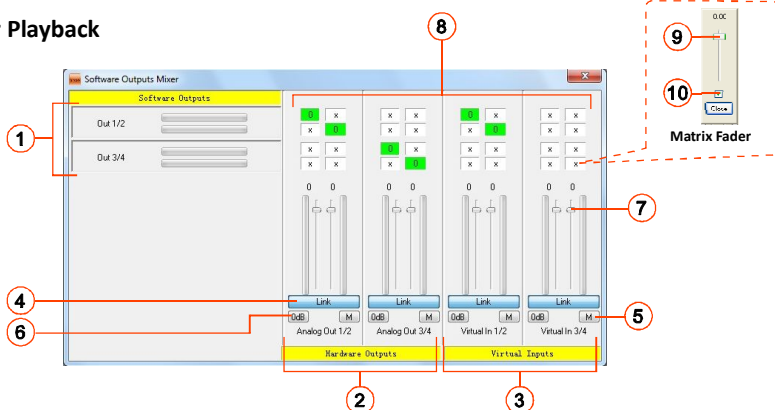 Playback
8
0.00
9
10
Close
Matrix Fader
Software Outputs Mixer
Software Outputs
1
Out 1/2
Out 3/4
0 x 0 x
x 0 x x x 0 x x
x x x x x x x x
x x 0 x x x x x
x x x 0 x x x x
0 0 0 0 0 0 0 0
7
4
Link Link Link Link
6
0dB M 0dB M 0dB M 0dB M
5
Analog Out 1/2 Analog Out 3/4 Virtual In 1/2 Virtual In 3/4
Hardware Outputs Virtual Inputs
2 3